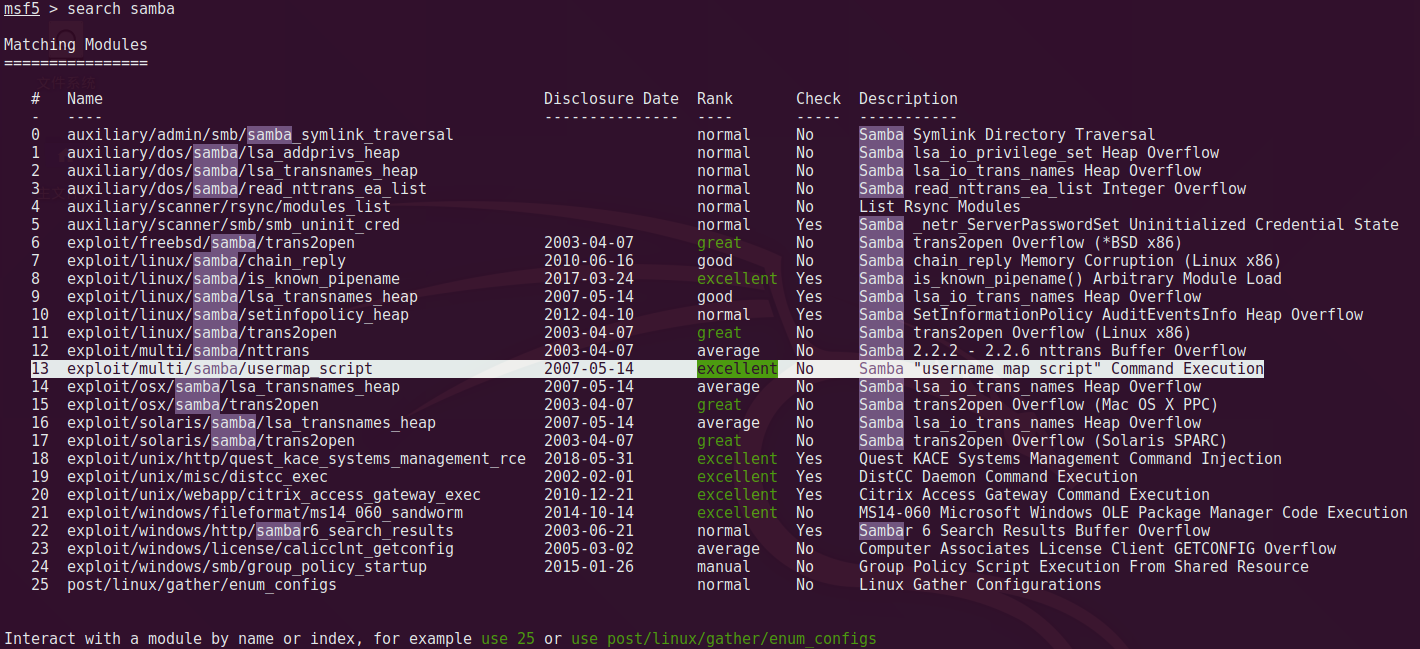 msf5 > search samba
Matching Modules
================
# Name Disclosure Date Rank Check Description
- ---- --------------- ---- ----- -----------
0 auxiliary/admin/smb/samba_symlink_traversal normal No Samba Symlink Directory Traversal
1 auxiliary/dos/samba/lsa_addprivs_heap normal No Samba lsa_io_privilege_set Heap Overflow
2 auxiliary/dos/samba/lsa_transnames_heap normal No Samba lsa_io_trans_names Heap Overflow
3 auxiliary/dos/samba/read_nttrans_ea_list normal No Samba read_nttrans_ea_list Integer Overflow
4 auxiliary/scanner/rsync/modules_list normal No List Rsync Modules
5 auxiliary/scanner/smb/smb_uninit_cred normal Yes Samba _netr_ServerPasswordSet Uninitialized Credential State
6 exploit/freebsd/samba/trans2open 2003-04-07 great No Samba trans2open Overflow (*BSD x86)
7 exploit/linux/samba/chain_reply 2010-06-16 good No Samba chain_reply Memory Corruption (Linux x86)
8 exploit/linux/samba/is_known_pipename 2017-03-24 excellent Yes Samba is_known_pipename() Arbitrary Module Load
9 exploit/linux/samba/lsa_transnames_heap 2007-05-14 good Yes Samba lsa_io_trans_names Heap Overflow
10 exploit/linux/samba/setinfopolicy_heap 2012-04-10 normal Yes Samba SetInformationPolicy AuditEventsInfo Heap Overflow
11 exploit/linux/samba/trans2open 2003-04-07 great No Samba trans2open Overflow (Linux x86)
12 exploit/multi/samba/nttrans 2003-04-07 average No Samba 2.2.2 - 2.2.6 nttrans Buffer Overflow
13 exploit/multi/samba/usermap_script 2007-05-14 excellent No Samba "username map script" Command Execution
14 exploit/osx/samba/lsa_transnames_heap 2007-05-14 average No Samba lsa_io_trans_names Heap Overflow
15 exploit/osx/samba/trans2open 2003-04-07 great No Samba trans2open Overflow (Mac OS X PPC)
16 exploit/solaris/samba/lsa_transnames_heap 2007-05-14 average No Samba lsa_io_trans_names Heap Overflow
17 exploit/solaris/samba/trans2open 2003-04-07 great No Samba trans2open Overflow (Solaris SPARC)
18 exploit/unix/http/quest_kace_systems_management_rce 2018-05-31 excellent Yes Quest KACE Systems Management Command Injection
19 exploit/unix/misc/distcc_exec 2002-02-01 excellent Yes DistCC Daemon Command Execution
20 exploit/unix/webapp/citrix_access_gateway_exec 2010-12-21 excellent Yes Citrix Access Gateway Command Execution
21 exploit/windows/fileformat/ms14_060_sandworm 2014-10-14 excellent No MS14-060 Microsoft Windows OLE Package Manager Code Execution
22 exploit/windows/http/sambar6_search_results 2003-06-21 normal Yes Sambar 6 Search Results Buffer Overflow
23 exploit/windows/license/calicclnt_getconfig 2005-03-02 average No Computer Associates License Client GETCONFIG Overflow
24 exploit/windows/smb/group_policy_startup 2015-01-26 manual No Group Policy Script Execution From Shared Resource
25 post/linux/gather/enum_configs normal No Linux Gather Configurations
Interact with a module by name or index, for example use 25 or use post/linux/gather/enum_configs